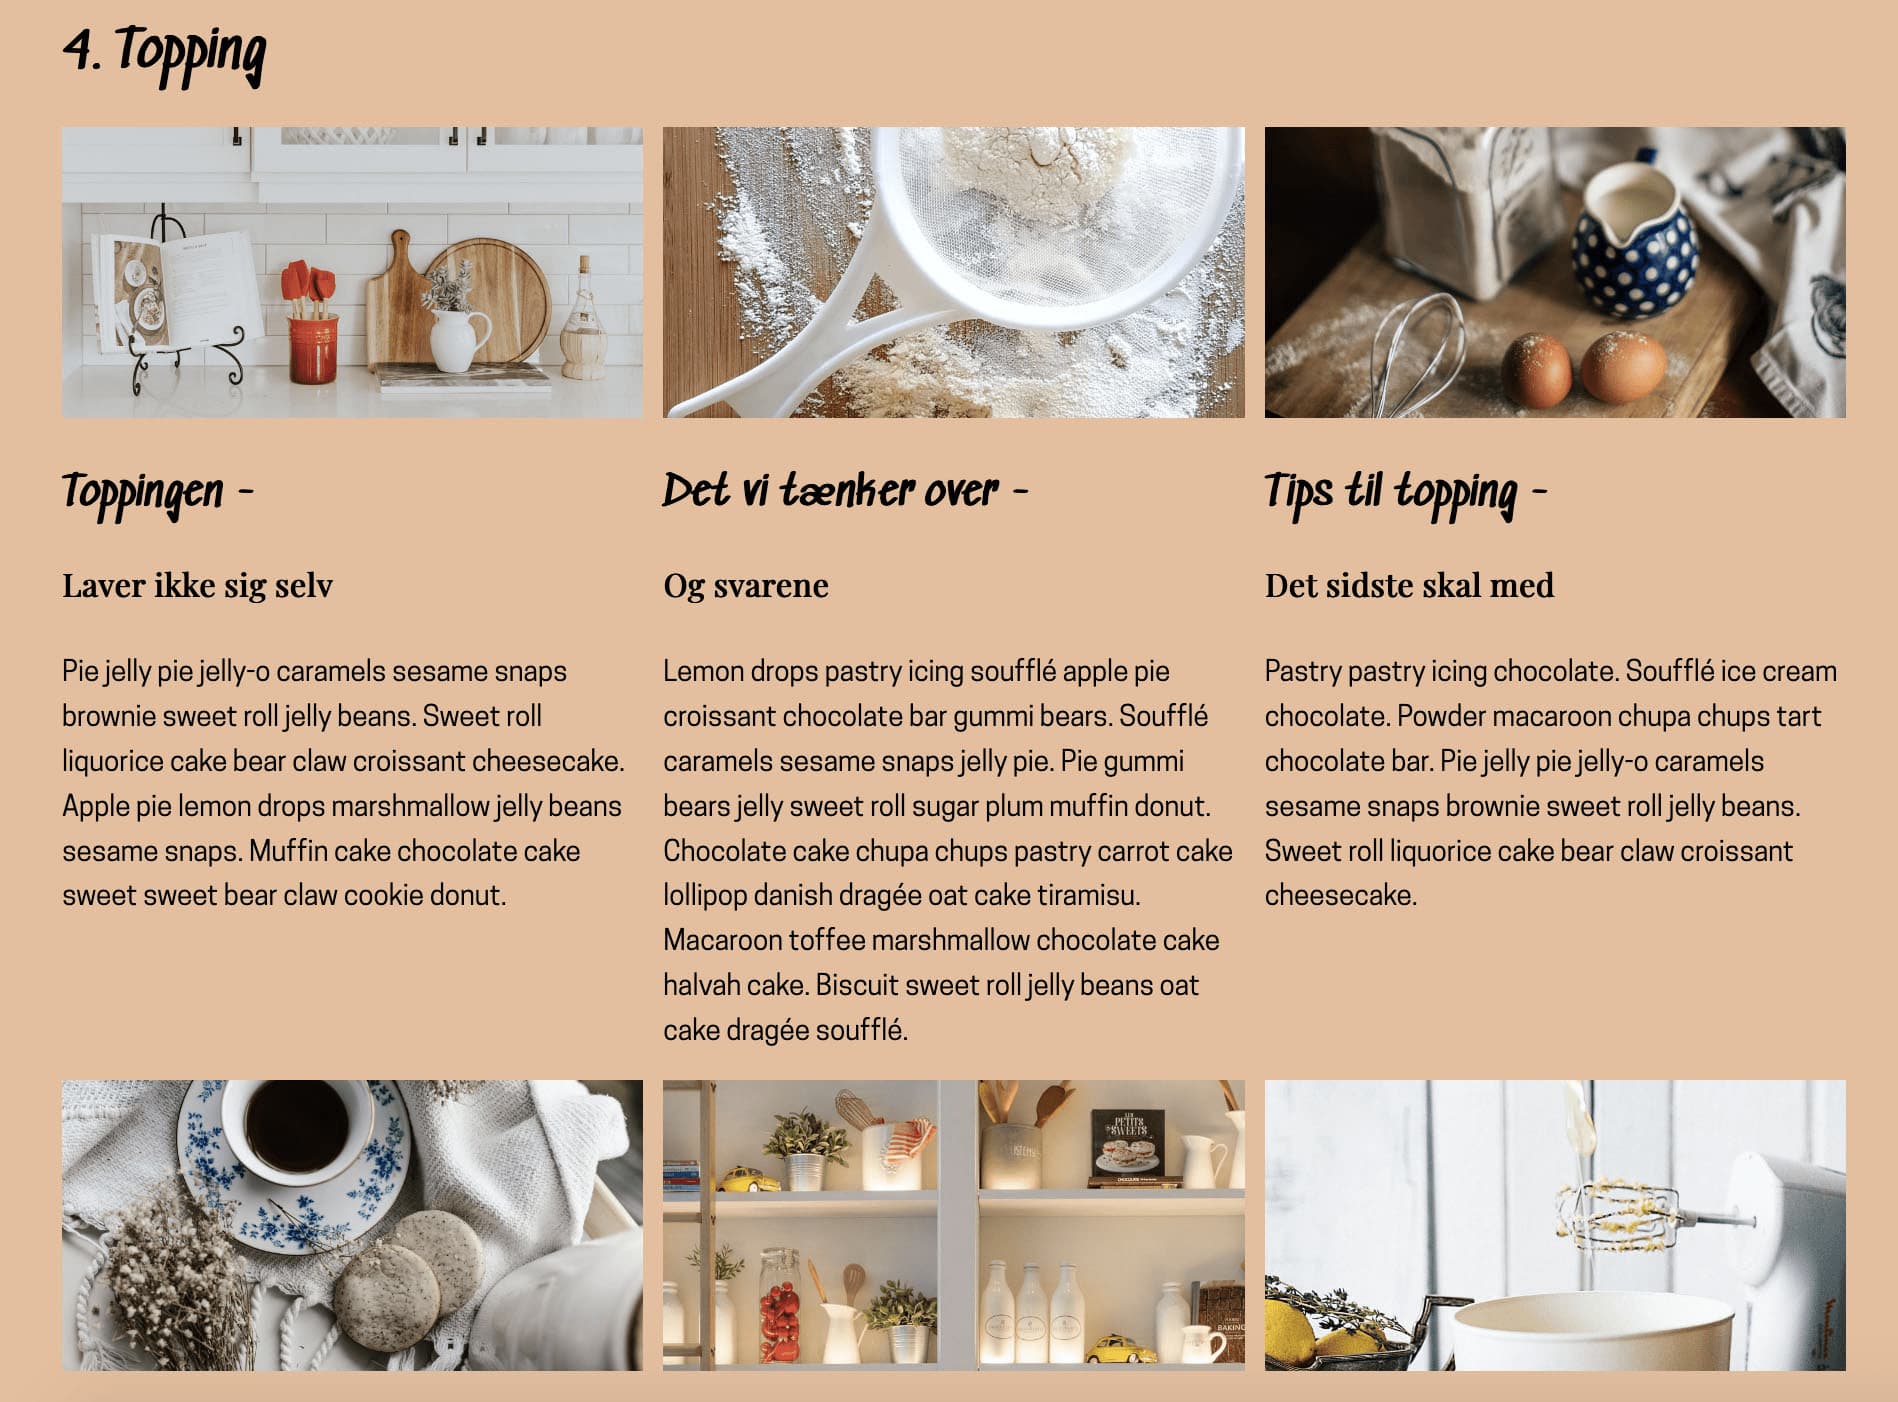 4. Topping
Toppingen -
Laver ikke sig selv
Pie jelly pie jelly-o caramels sesame snaps
brownie sweet roll jelly beans. Sweet roll
liquorice cake bear claw croissant cheesecake.
Apple pie lemon drops marshmallow jelly beans
sesame snaps. Muffin cake chocolate cake
sweet sweet bear claw cookie donut.
Det vi tænker over -
Og svarene
Lemon drops pastry icing soufflé apple pie
croissant chocolate bar gummi bears. Soufflé
caramels sesame snaps jelly pie. Pie gummi
bears jelly sweet roll sugar plum muffin donut.
Chocolate cake chupa chups pastry carrot cake
lollipop danish dragée oat cake tiramisu.
Macaroon toffee marshmallow chocolate cake
halvah cake. Biscuit sweet roll jelly beans oat
cake dragée soufflé.
Tips til topping -
Det sidste skal med
Pastry pastry icing chocolate. Soufflé ice cream
chocolate. Powder macaroon chupa chups tart
chocolate bar. Pie jelly pie jelly-o caramels
sesame snaps brownie sweet roll jelly beans.
Sweet roll liquorice cake bear claw croissant
cheesecake.
LES
PETITS
SWEETS
CHOCOLATE
BAKING